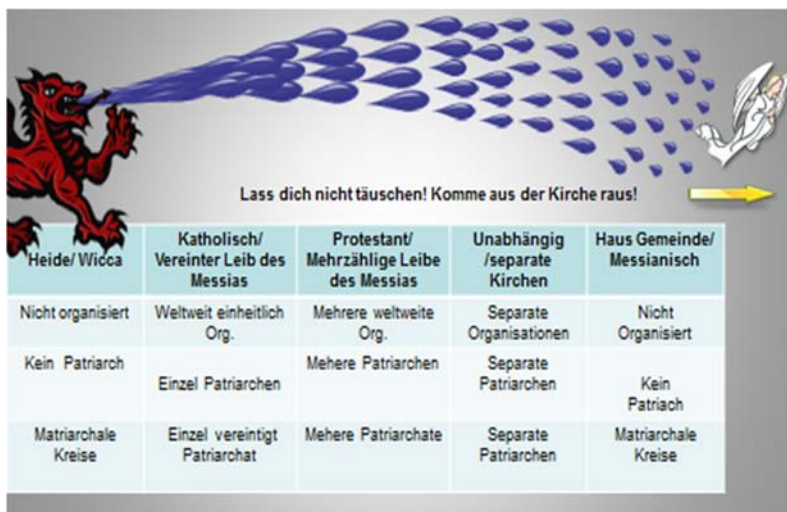 Lass dich nicht täuschen! Komme aus der Kirche raus!
Heide/ Wicca
Katholisch/
Vereinter Leib des
Messias
Protestant/
Mehrzählige Leibe
des Messias
Unabhängig
/separate
Kirchen
Haus Gemeinde/
Messianisch
Nicht organisiert
Weltweit einheitlich
Org.
Mehrere weltweite
Org.
Separate
Organisationen
Nicht
Organisiert
Kein Patriarch
Einzel Patriarchen
Mehere Patriarchen
Separate
Patriarchen
Kein
Patriach
Matriarchale
Kreise
Einzel vereintigt
Patriarchat
Mehere Patriarchate
Separate
Patriarchen
Matriarchale
Kreise